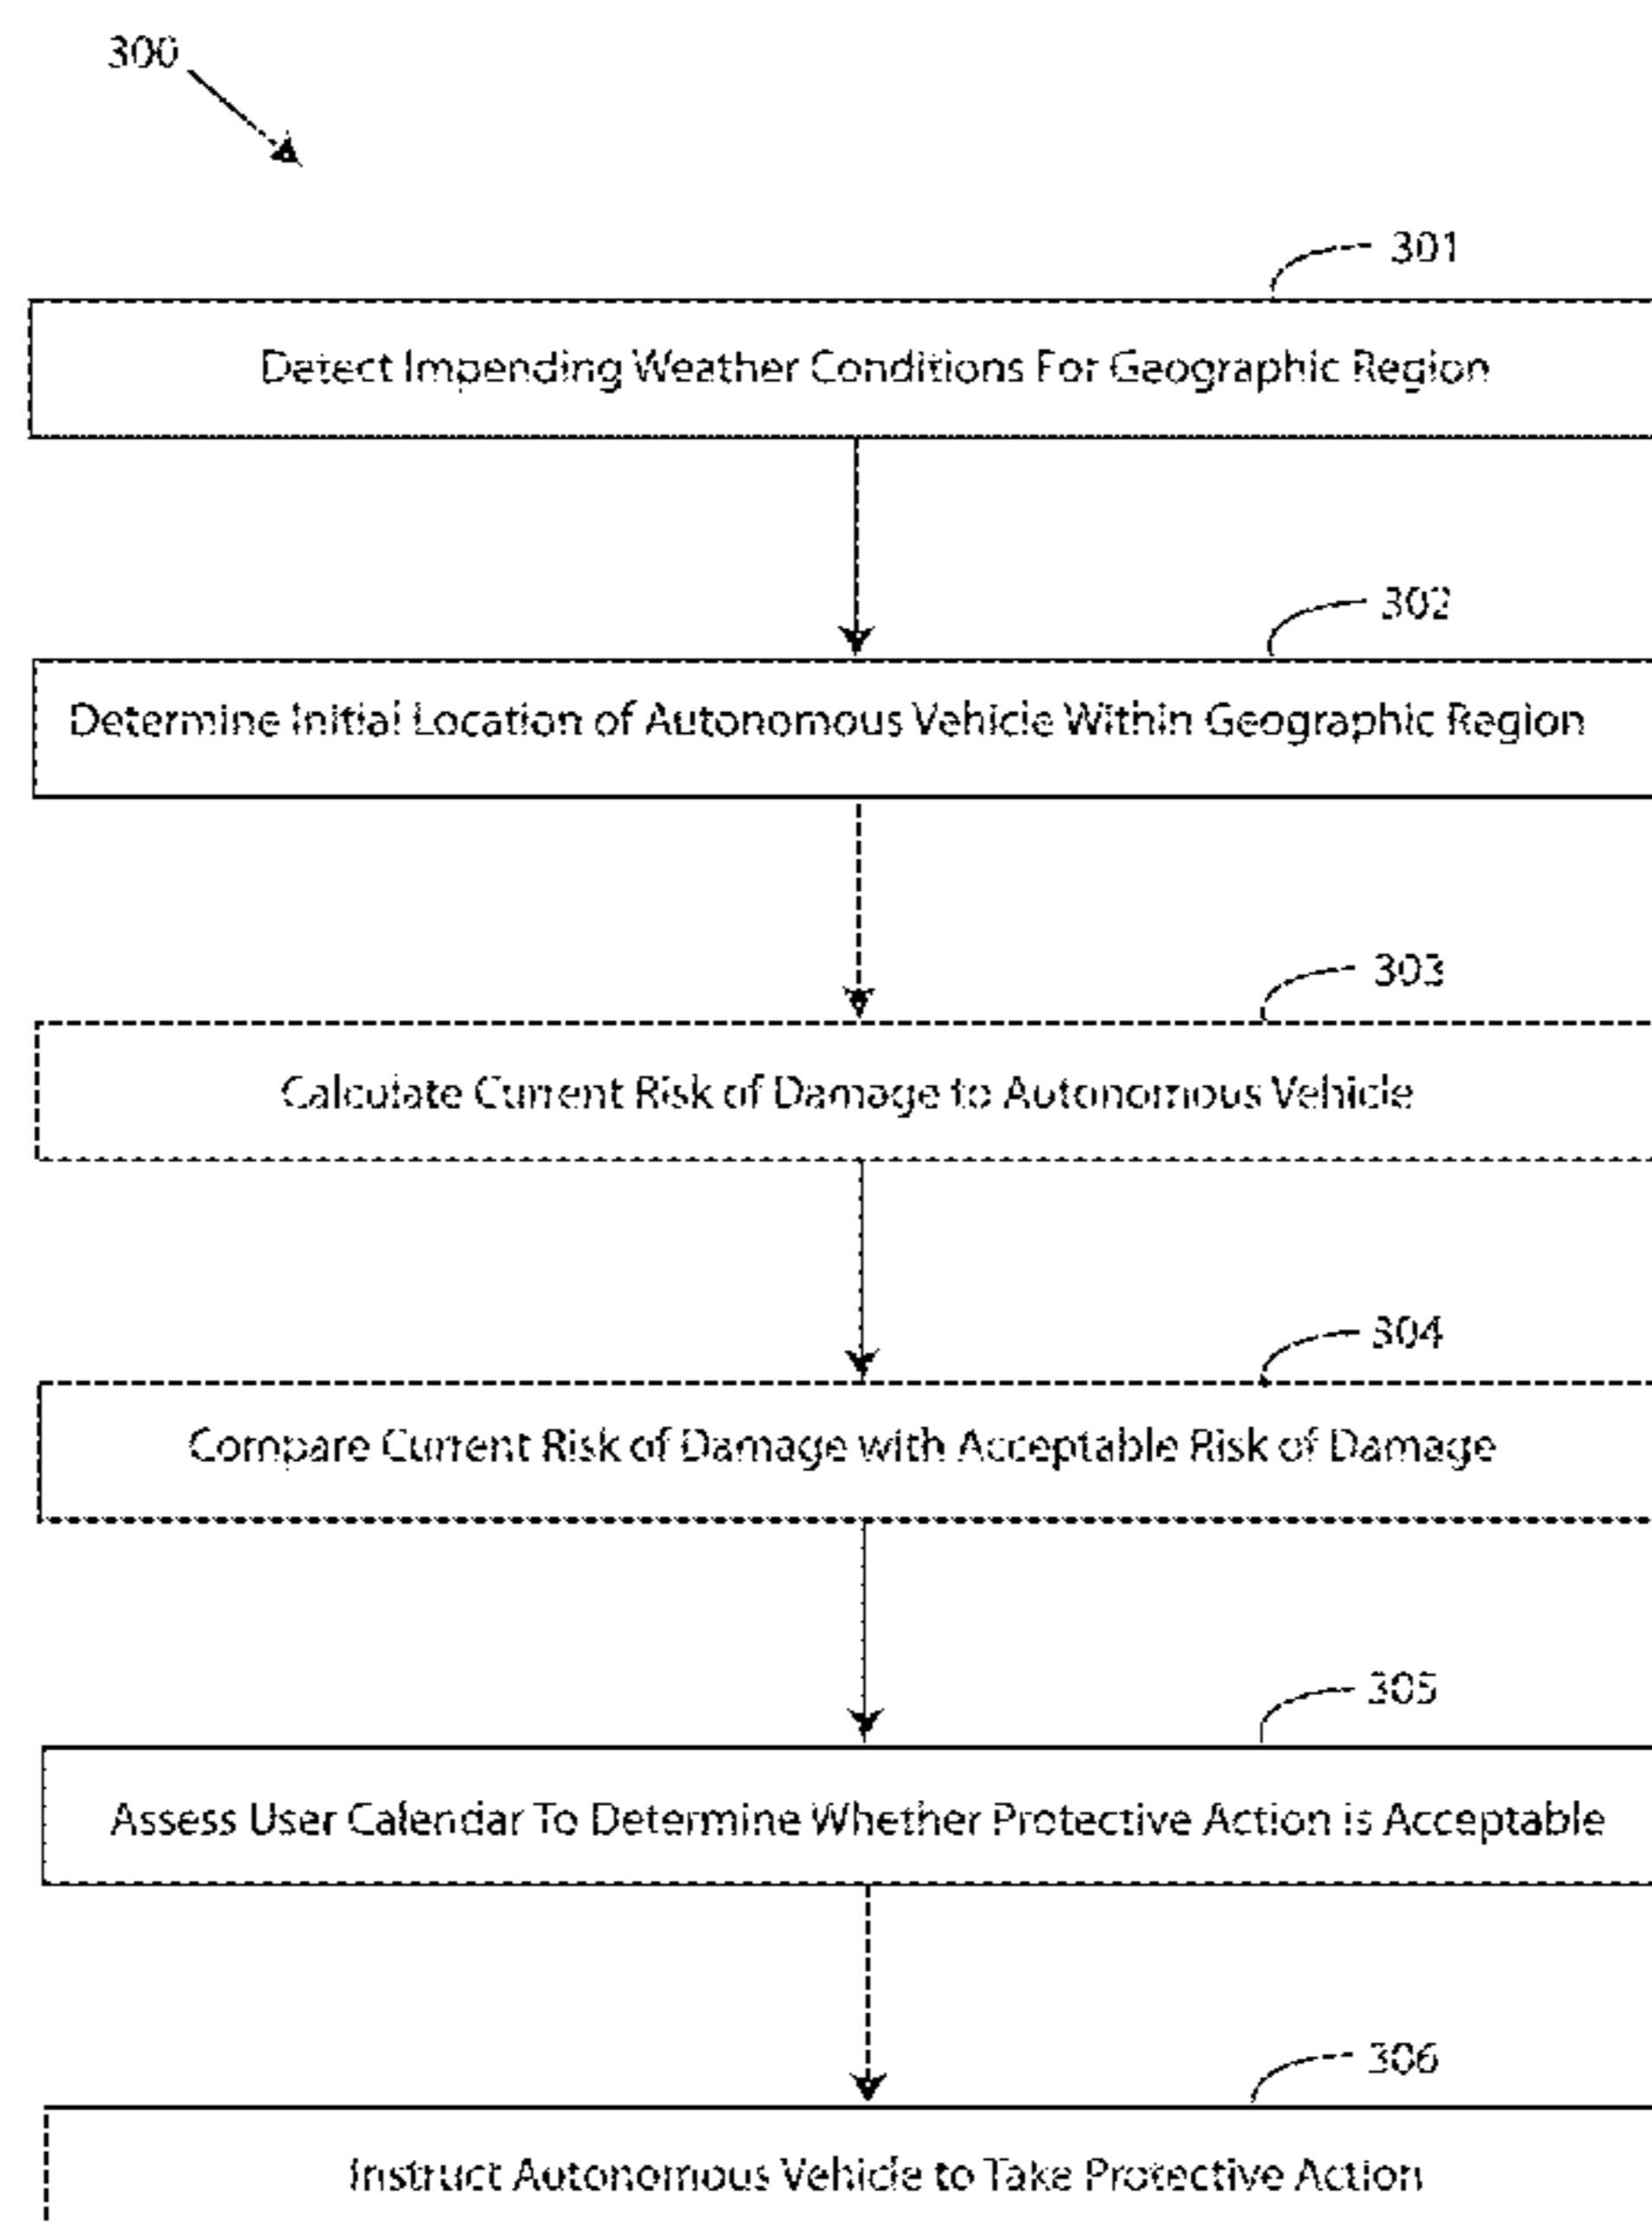 300
301
Detect Impending Weather Conditions For Geographic Region
302
Determine Initial Location of Autonomous Vehicle Within Geographic Region
303
Calculate Current Risk of Damage to Autonomous Vehicle
304
Compare Current Risk of Damage with Acceptable Risk of Damage
305
Assess User Calendar To Determine Whether Protective Action is Acceptable
306
Instruct Autonomous Vehicle to Take Protective Action